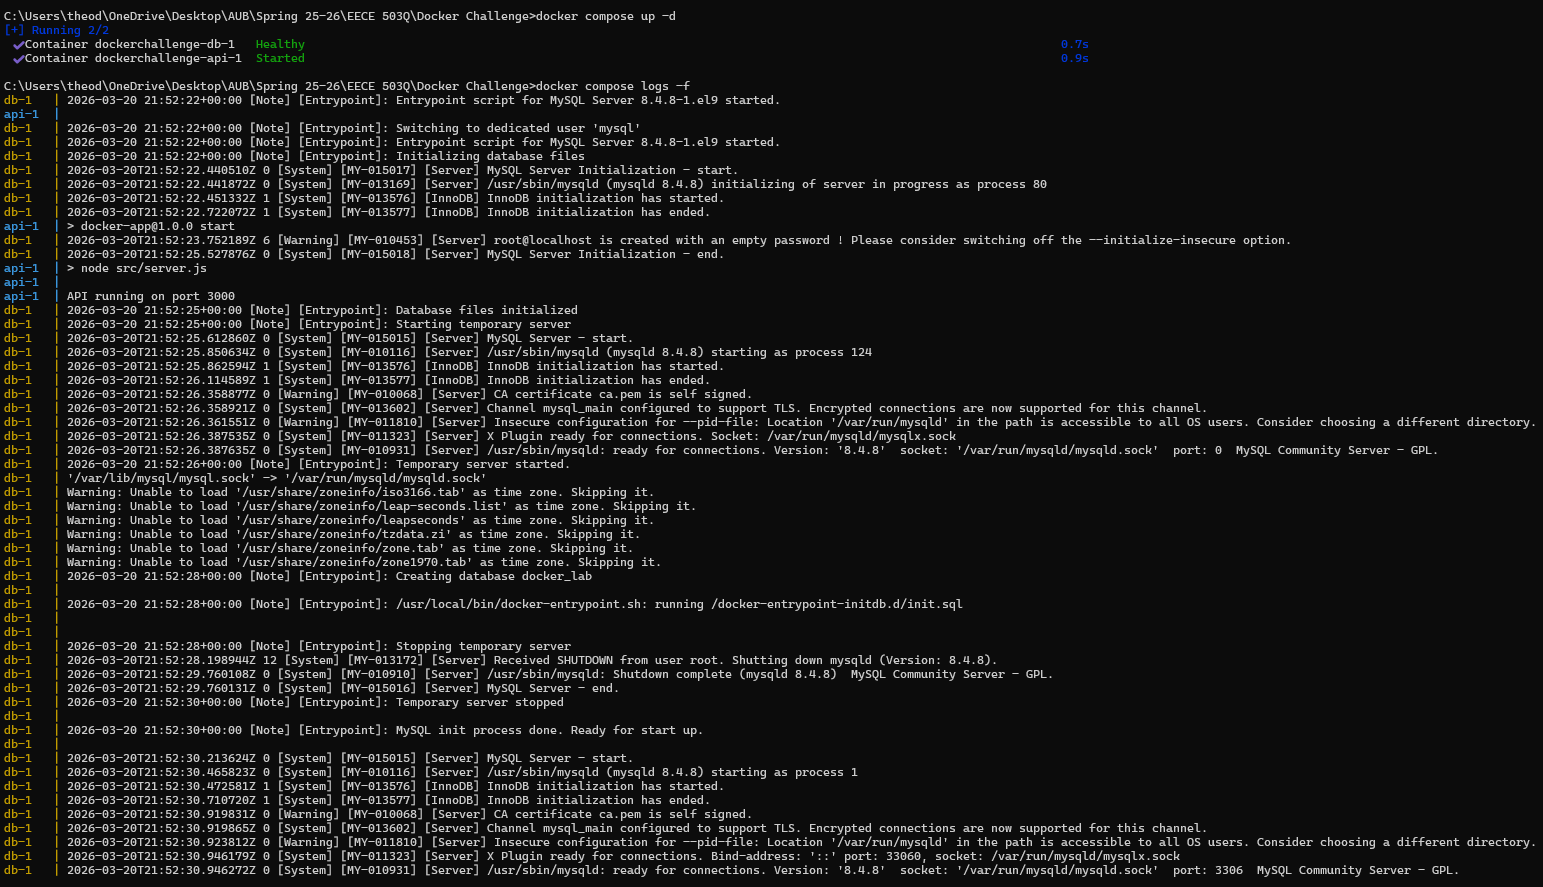 C:\Users\theod\OneDrive\Desktop\AUB\Spring 25-26\EECE 503Q\Docker Challenge>docker compose up -d
[+] Running 2/2
✔Container dockerchallenge-db-1   Healthy   0.7s
✔Container dockerchallenge-api-1  Started   0.9s
C:\Users\theod\OneDrive\Desktop\AUB\Spring 25-26\EECE 503Q\Docker Challenge>docker compose logs -f
db-1   | 2026-03-20 21:52:22+00:00 [Note] [Entrypoint]: Entrypoint script for MySQL Server 8.4.8-1.el9 started.
api-1  |
db-1   | 2026-03-20 21:52:22+00:00 [Note] [Entrypoint]: Switching to dedicated user 'mysql'
db-1   | 2026-03-20 21:52:22+00:00 [Note] [Entrypoint]: Entrypoint script for MySQL Server 8.4.8-1.el9 started.
db-1   | 2026-03-20 21:52:22+00:00 [Note] [Entrypoint]: Initializing database files
db-1   | 2026-03-20T21:52:22.440510Z 0 [System] [MY-015017] [Server] MySQL Server Initialization - start.
db-1   | 2026-03-20T21:52:22.441872Z 0 [System] [MY-013169] [Server] /usr/sbin/mysqld (mysqld 8.4.8) initializing of server in progress as process 80
db-1   | 2026-03-20T21:52:22.451332Z 1 [System] [MY-013576] [InnoDB] InnoDB initialization has started.
db-1   | 2026-03-20T21:52:22.722072Z 1 [System] [MY-013577] [InnoDB] InnoDB initialization has ended.
api-1  | > docker-app@1.0.0 start
db-1   | 2026-03-20T21:52:23.752189Z 6 [Warning] [MY-010453] [Server] root@localhost is created with an empty password ! Please consider switching off the --initialize-insecure option.
db-1   | 2026-03-20T21:52:25.527876Z 0 [System] [MY-015018] [Server] MySQL Server Initialization - end.
api-1  | > node src/server.js
api-1  |
api-1  | API running on port 3000
db-1   | 2026-03-20 21:52:25+00:00 [Note] [Entrypoint]: Database files initialized
db-1   | 2026-03-20 21:52:25+00:00 [Note] [Entrypoint]: Starting temporary server
db-1   | 2026-03-20T21:52:25.612860Z 0 [System] [MY-015015] [Server] MySQL Server - start.
db-1   | 2026-03-20T21:52:25.850634Z 0 [System] [MY-010116] [Server] /usr/sbin/mysqld (mysqld 8.4.8) starting as process 124
db-1   | 2026-03-20T21:52:25.862594Z 1 [System] [MY-013576] [InnoDB] InnoDB initialization has started.
db-1   | 2026-03-20T21:52:26.114589Z 1 [System] [MY-013577] [InnoDB] InnoDB initialization has ended.
db-1   | 2026-03-20T21:52:26.358877Z 0 [Warning] [MY-010068] [Server] CA certificate ca.pem is self signed.
db-1   | 2026-03-20T21:52:26.358921Z 0 [System] [MY-013602] [Server] Channel mysql_main configured to support TLS. Encrypted connections are now supported for this channel.
db-1   | 2026-03-20T21:52:26.361551Z 0 [Warning] [MY-011810] [Server] Insecure configuration for --pid-file: Location '/var/run/mysqld' in the path is accessible to all OS users. Consider choosing a different directory.
db-1   | 2026-03-20T21:52:26.387535Z 0 [System] [MY-011323] [Server] X Plugin ready for connections. Socket: /var/run/mysqld/mysqlx.sock
db-1   | 2026-03-20T21:52:26.387635Z 0 [System] [MY-010931] [Server] /usr/sbin/mysqld: ready for connections. Version: '8.4.8'  socket: '/var/run/mysqld/mysqld.sock'  port: 0  MySQL Community Server - GPL.
db-1   | 2026-03-20 21:52:26+00:00 [Note] [Entrypoint]: Temporary server started.
db-1   | '/var/lib/mysql/mysql.sock' -> '/var/run/mysqld/mysqld.sock'
db-1   | Warning: Unable to load '/usr/share/zoneinfo/iso3166.tab' as time zone. Skipping it.
db-1   | Warning: Unable to load '/usr/share/zoneinfo/leap-seconds.list' as time zone. Skipping it.
db-1   | Warning: Unable to load '/usr/share/zoneinfo/leapseconds' as time zone. Skipping it.
db-1   | Warning: Unable to load '/usr/share/zoneinfo/tzdata.zi' as time zone. Skipping it.
db-1   | Warning: Unable to load '/usr/share/zoneinfo/zone.tab' as time zone. Skipping it.
db-1   | Warning: Unable to load '/usr/share/zoneinfo/zone1970.tab' as time zone. Skipping it.
db-1   | 2026-03-20 21:52:28+00:00 [Note] [Entrypoint]: Creating database docker_lab
db-1   |
db-1   | 2026-03-20 21:52:28+00:00 [Note] [Entrypoint]: /usr/local/bin/docker-entrypoint.sh: running /docker-entrypoint-initdb.d/init.sql
db-1   |
db-1   |
db-1   | 2026-03-20 21:52:28+00:00 [Note] [Entrypoint]: Stopping temporary server
db-1   | 2026-03-20T21:52:28.198944Z 12 [System] [MY-013172] [Server] Received SHUTDOWN from user root. Shutting down mysqld (Version: 8.4.8).
db-1   | 2026-03-20T21:52:29.760108Z 0 [System] [MY-010910] [Server] /usr/sbin/mysqld: Shutdown complete (mysqld 8.4.8)  MySQL Community Server - GPL.
db-1   | 2026-03-20T21:52:29.760131Z 0 [System] [MY-015016] [Server] MySQL Server - end.
db-1   | 2026-03-20 21:52:30+00:00 [Note] [Entrypoint]: Temporary server stopped
db-1   |
db-1   | 2026-03-20 21:52:30+00:00 [Note] [Entrypoint]: MySQL init process done. Ready for start up.
db-1   |
db-1   | 2026-03-20T21:52:30.213624Z 0 [System] [MY-015015] [Server] MySQL Server - start.
db-1   | 2026-03-20T21:52:30.465823Z 0 [System] [MY-010116] [Server] /usr/sbin/mysqld (mysqld 8.4.8) starting as process 1
db-1   | 2026-03-20T21:52:30.472581Z 1 [System] [MY-013576] [InnoDB] InnoDB initialization has started.
db-1   | 2026-03-20T21:52:30.710720Z 1 [System] [MY-013577] [InnoDB] InnoDB initialization has ended.
db-1   | 2026-03-20T21:52:30.919831Z 0 [Warning] [MY-010068] [Server] CA certificate ca.pem is self signed.
db-1   | 2026-03-20T21:52:30.919865Z 0 [System] [MY-013602] [Server] Channel mysql_main configured to support TLS. Encrypted connections are now supported for this channel.
db-1   | 2026-03-20T21:52:30.923812Z 0 [Warning] [MY-011810] [Server] Insecure configuration for --pid-file: Location '/var/run/mysqld' in the path is accessible to all OS users. Consider choosing a different directory.
db-1   | 2026-03-20T21:52:30.946179Z 0 [System] [MY-011323] [Server] X Plugin ready for connections. Bind-address: '::' port: 33060, socket: /var/run/mysqld/mysqlx.sock
db-1   | 2026-03-20T21:52:30.946272Z 0 [System] [MY-010931] [Server] /usr/sbin/mysqld: ready for connections. Version: '8.4.8'  socket: '/var/run/mysqld/mysqld.sock'  port: 3306  MySQL Community Server - GPL.